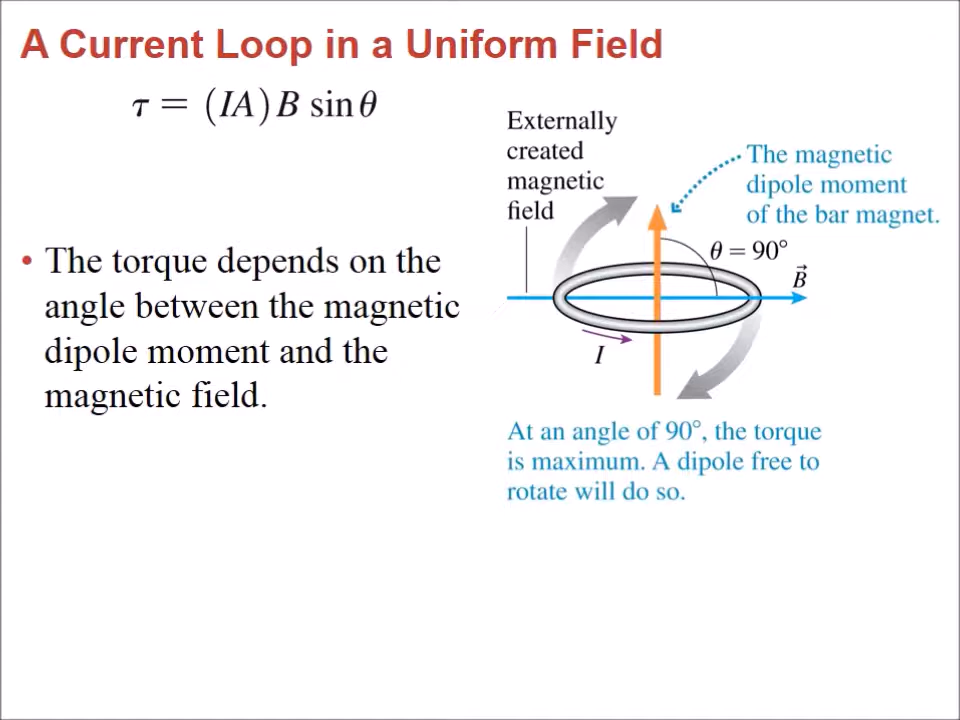 A Current Loop in a Uniform Field
τ = (IA)B sin θ
• The torque depends on the
angle between the magnetic
dipole moment and the
magnetic field.
Externally
created
magnetic
field
The magnetic
dipole moment
of the bar magnet.
θ = 90°
B⃗
I
At an angle of 90°, the torque
is maximum. A dipole free to
rotate will do so.